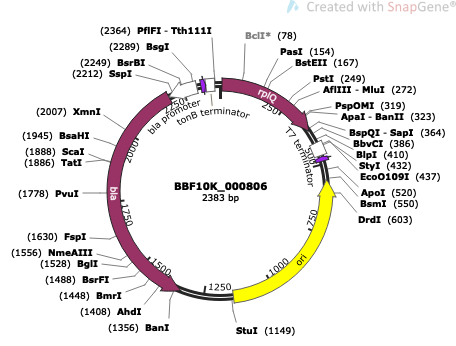 Created with SnapGene®
(2364) PflFI - Tth111I
BclI* (78)
(2289) BsgI
PasI (154)
(2249) BsrBI
BstEII (167)
(2212) SspI
PstI (249)
AflIII - MluI (272)
(2007) XmnI
PspOMI (319)
ApaI - BanII (323)
(1945) BsaHI
BspQI - SapI (364)
(1888) ScaI
BbvCI (386)
(1886) TatI
BlpI (410)
StyI (432)
EcoO109I (437)
(1778) PvuI
ApoI (520)
BsmI (550)
DrdI (603)
(1630) FspI
(1556) NmeAIII
(1528) BglI
(1488) BsrFI
(1448) BmrI
(1408) AhdI
(1356) BanI
StuI (1149)
BBF10K_000806
2383 bp
rplQ
bla promoter
tonB terminator
T7 terminator
bla
ori
250
500
750
1000
1250
1500
1750
2000